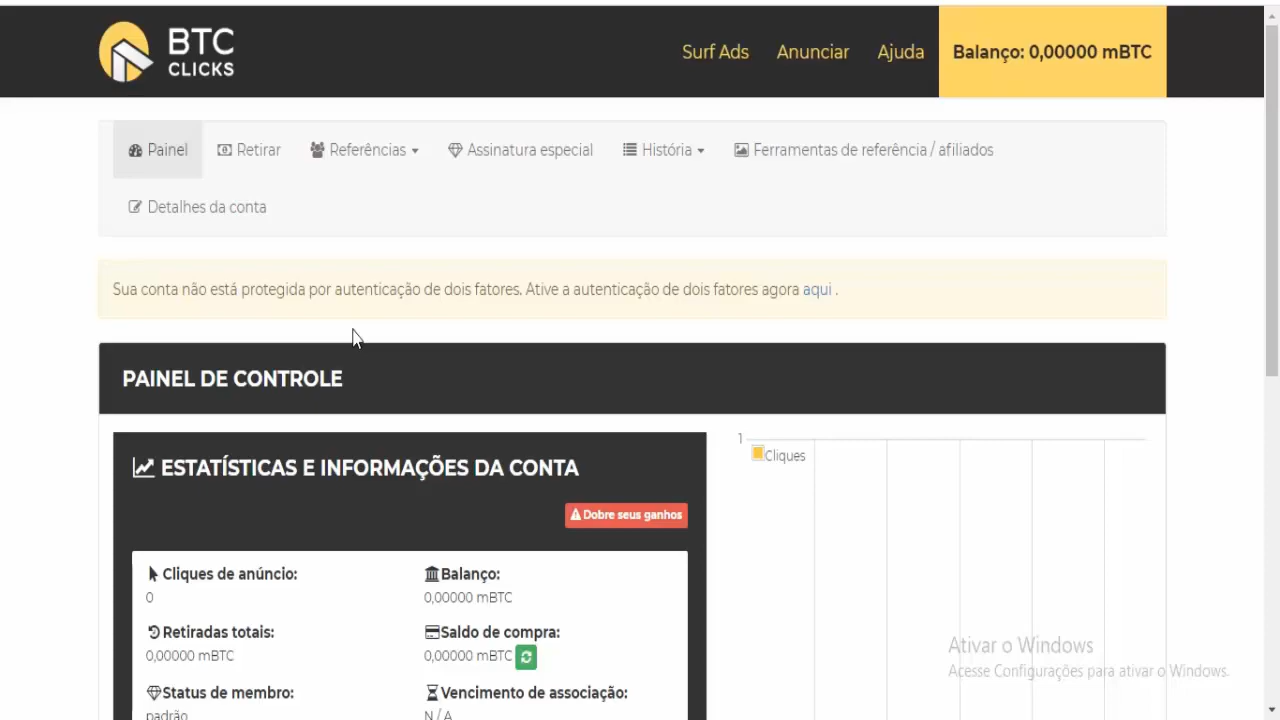 BTC
CLICKS
Surf Ads
Anunciar
Ajuda
Balanço: 0,00000 mBTC
Painel
Retirar
Referências
Assinatura especial
História
Ferramentas de referência / afiliados
Detalhes da conta
Sua conta não está protegida por autenticação de dois fatores. Ative a autenticação de dois fatores agora aqui .
PAINEL DE CONTROLE
ESTATÍSTICAS E INFORMAÇÕES DA CONTA
Dobre seus ganhos
1
Cliques
Cliques de anúncio:
0
Balanço:
0,00000 mBTC
Retiradas totais:
0,00000 mBTC
Saldo de compra:
0,00000 mBTC
Status de membro:
padrão
Vencimento de associação:
N / A
Ativar o Windows
Acesse Configurações para ativar o Windows.